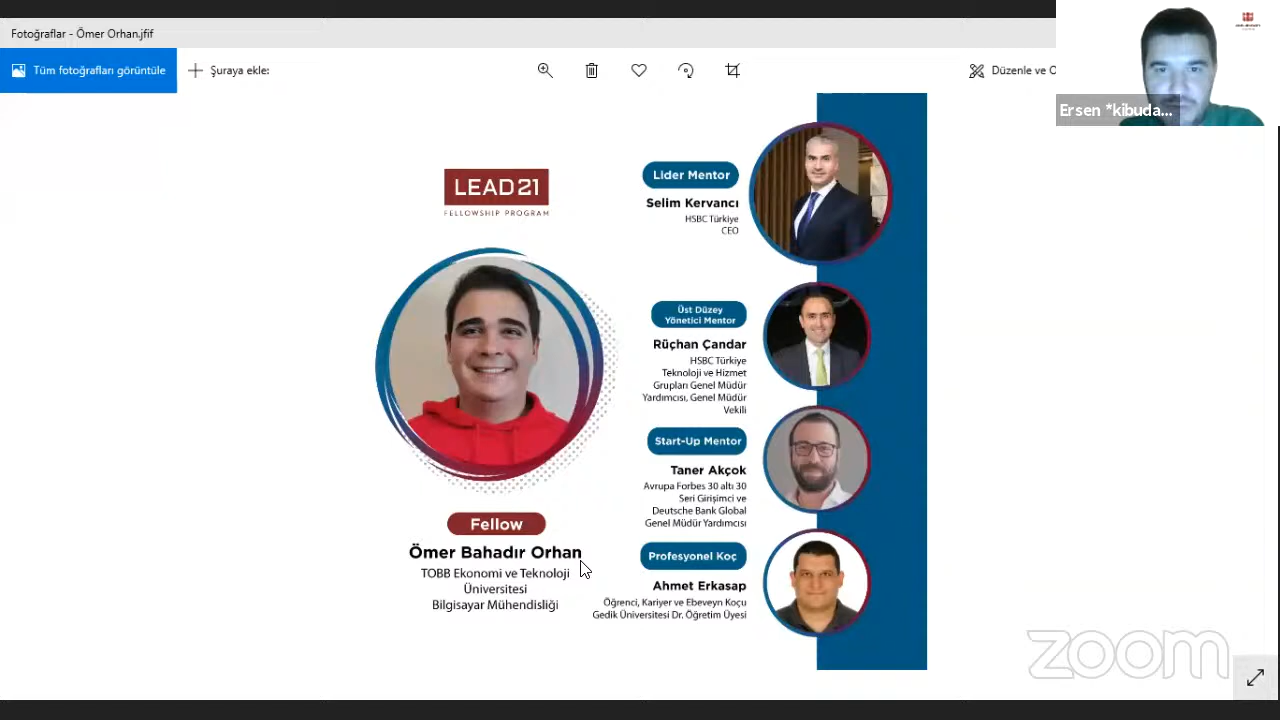 Fotoğraflar - Ömer Orhan.jfif
Tüm fotoğrafları görüntüle
Şuraya ekle:
Düzenle ve O
Ersen *kibuda...
LEAD21
FELLOWSHIP PROGRAM
Fellow
Ömer Bahadır Orhan
TOBB Ekonomi ve Teknoloji
Üniversitesi
Bilgisayar Mühendisliği
Lider Mentor
Selim Kervancı
HSBC Türkiye
CEO
Üst Düzey
Yönetici Mentor
Rüçhan Çandar
HSBC Türkiye
Teknoloji ve Hizmet
Grupları Genel Müdür
Yardımcısı, Genel Müdür
Vekili
Start-Up Mentor
Taner Akçok
Avrupa Forbes 30 altı 30
Seri Girişimci ve
Deutsche Bank Global
Genel Müdür Yardımcısı
Profesyonel Koç
Ahmet Erkasap
Öğrenci, Kariyer ve Ebeveyn Koçu
Gedik Üniversitesi Dr. Öğretim Üyesi
zoom